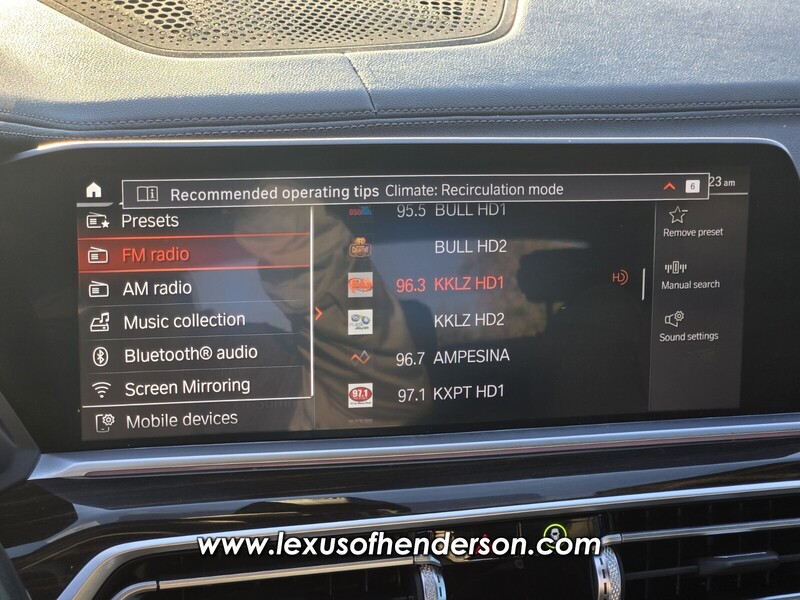 Recommended operating tips Climate: Recirculation mode
6
23 am
Presets
FM radio
AM radio
Music collection
Bluetooth® audio
Screen Mirroring
Mobile devices
95.5 BULL HD1
BULL HD2
96.3 KKLZ HD1
KKLZ HD2
96.7 AMPESINA
97.1 KXPT HD1
97.1
Remove preset
Manual search
Sound settings
www.lexusofhenderson.com